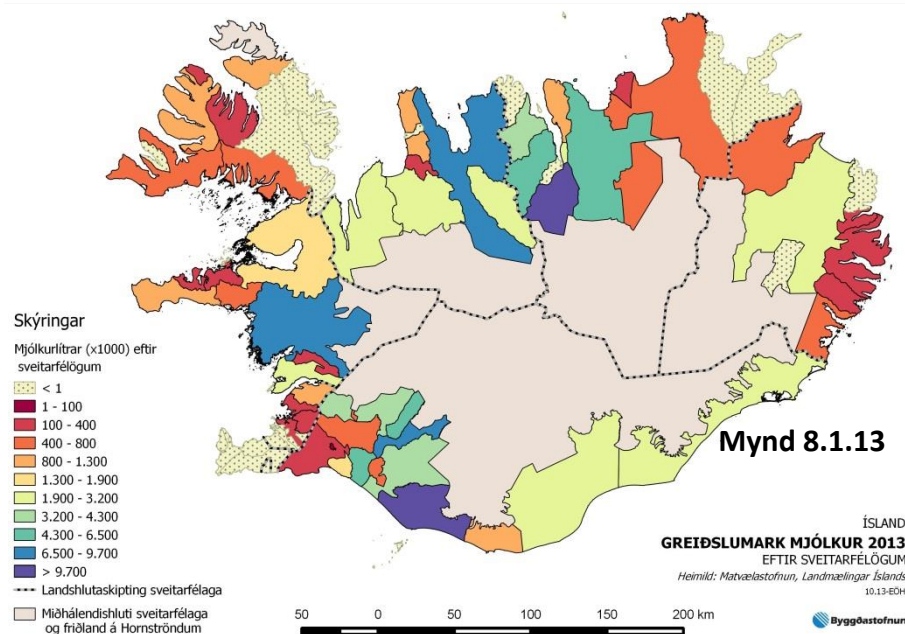 Skýringar
Mjólkurlítrar (x1000) eftir
sveitarfélögum
< 1
1 - 100
100 - 400
400 - 800
800 - 1.300
1.300 - 1.900
1.900 - 3.200
3.200 - 4.300
4.300 - 6.500
6.500 - 9.700
> 9.700
Landshlutaskipting sveitarfélaga
Miðhálendishluti sveitarfélaga
og friðland á Hornströndum
50 0 50 100 150 200 km
Mynd 8.1.13
ÍSLAND
GREIÐSLUMARK MJÓLKUR 2013
EFTIR SVEITARFÉLÖGUM
Heimild: Matvælastofnun, Landmælingar Íslands
10.13-EÖH
Byggðastofnun